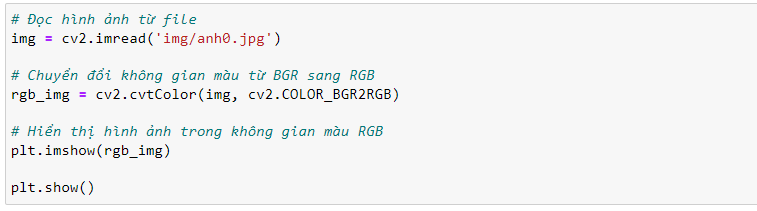 # Đọc hình ảnh từ file
img = cv2.imread('img/anh0.jpg')
# Chuyển đổi không gian màu từ BGR sang RGB
rgb_img = cv2.cvtColor(img, cv2.COLOR_BGR2RGB)
# Hiển thị hình ảnh trong không gian màu RGB
plt.imshow(rgb_img)
plt.show()